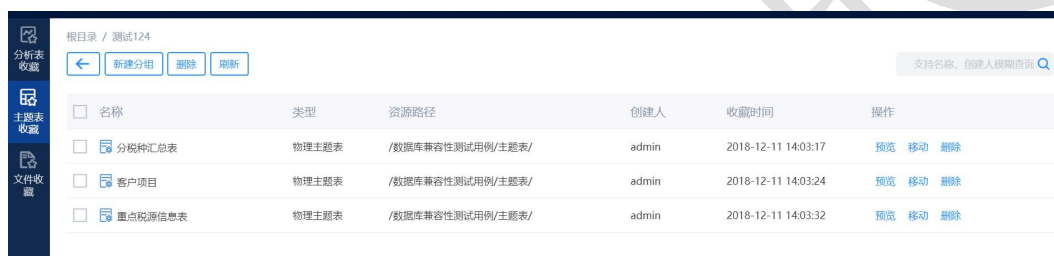 分析表
收藏
主题表
收藏
文件收
藏
根目录 / 测试124
新建分组 删除 刷新 支持名称、创建人模糊查询
名称 类型 资源路径 创建人 收藏时间 操作
分税种汇总表 物理主题表 /数据库兼容性测试用例/主题表/ admin 2018-12-11 14:03:17 预览 移动 删除
客户项目 物理主题表 /数据库兼容性测试用例/主题表/ admin 2018-12-11 14:03:24 预览 移动 删除
重点税源信息表 物理主题表 /数据库兼容性测试用例/主题表/ admin 2018-12-11 14:03:32 预览 移动 删除